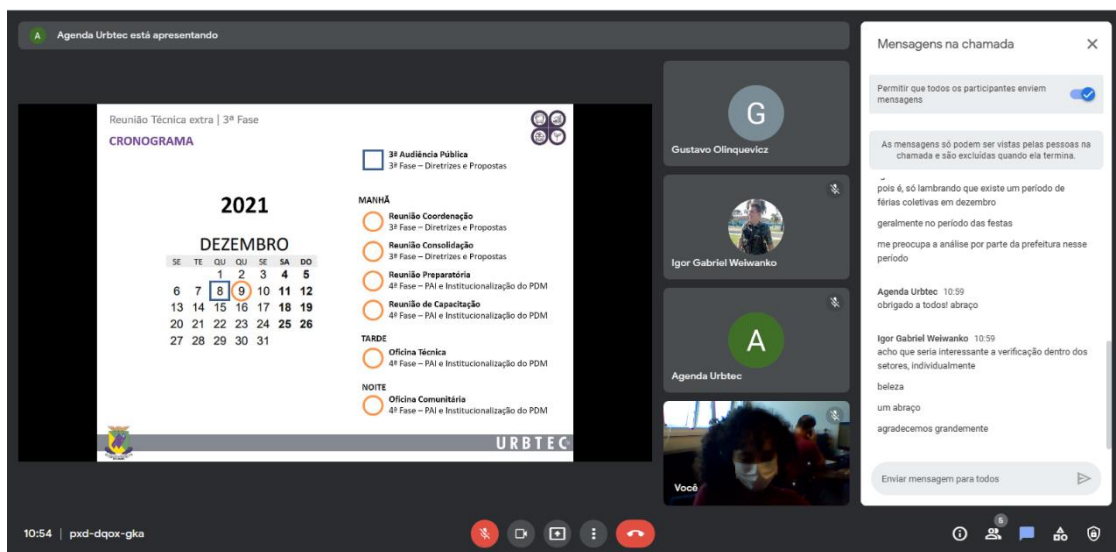 A Agenda Urbtec está apresentando
Reunião Técnica extra | 3ª Fase
CRONOGRAMA
2021
DEZEMBRO
SE TE QU QU SE SA DO
1 2 3 4 5
6 7 8 9 10 11 12
13 14 15 16 17 18 19
20 21 22 23 24 25 26
27 28 29 30 31
3ª Audiência Pública
3ª Fase – Diretrizes e Propostas
MANHÃ
Reunião Coordenação
3ª Fase – Diretrizes e Propostas
Reunião Consolidação
3ª Fase – Diretrizes e Propostas
Reunião Preparatória
4ª Fase – PAI e Institucionalização do PDM
Reunião de Capacitação
4ª Fase – PAI e Institucionalização do PDM
TARDE
Oficina Técnica
4ª Fase – PAI e Institucionalização do PDM
NOITE
Oficina Comunitária
4ª Fase – PAI e Institucionalização do PDM
URBTEC
G
Gustavo Olinquevicz
Igor Gabriel Weiwanko
A
Agenda Urbtec
Você
Mensagens na chamada
Permitir que todos os participantes enviem
mensagens
As mensagens só podem ser vistas pelas pessoas na
chamada e são excluídas quando ela termina.
pois é, só lambrando que existe um período de
férias coletivas em dezembro
geralmente no período das festas
me preocupa a análise por parte da prefeitura nesse
período
Agenda Urbtec 10:59
obrigado a todos! abraço
Igor Gabriel Weiwanko 10:59
acho que seria interessante a verificação dentro dos
setores, individualmente
beleza
um abraço
agradecemos grandemente
Enviar mensagem para todos
10:54 | pxd-dqox-gka
5